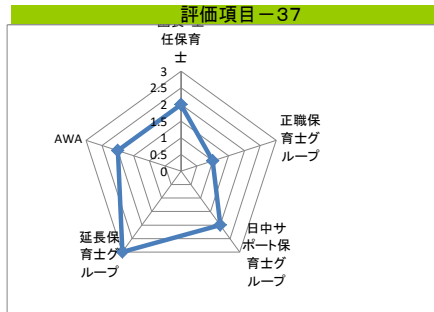 評価項目－37
任保育
士
3
2.5
2
1.5
1
0.5
0
正職保
育士グ
ループ
日中サ
ポート保
育士グ
ループ
延長保
育士グ
ループ
AWA